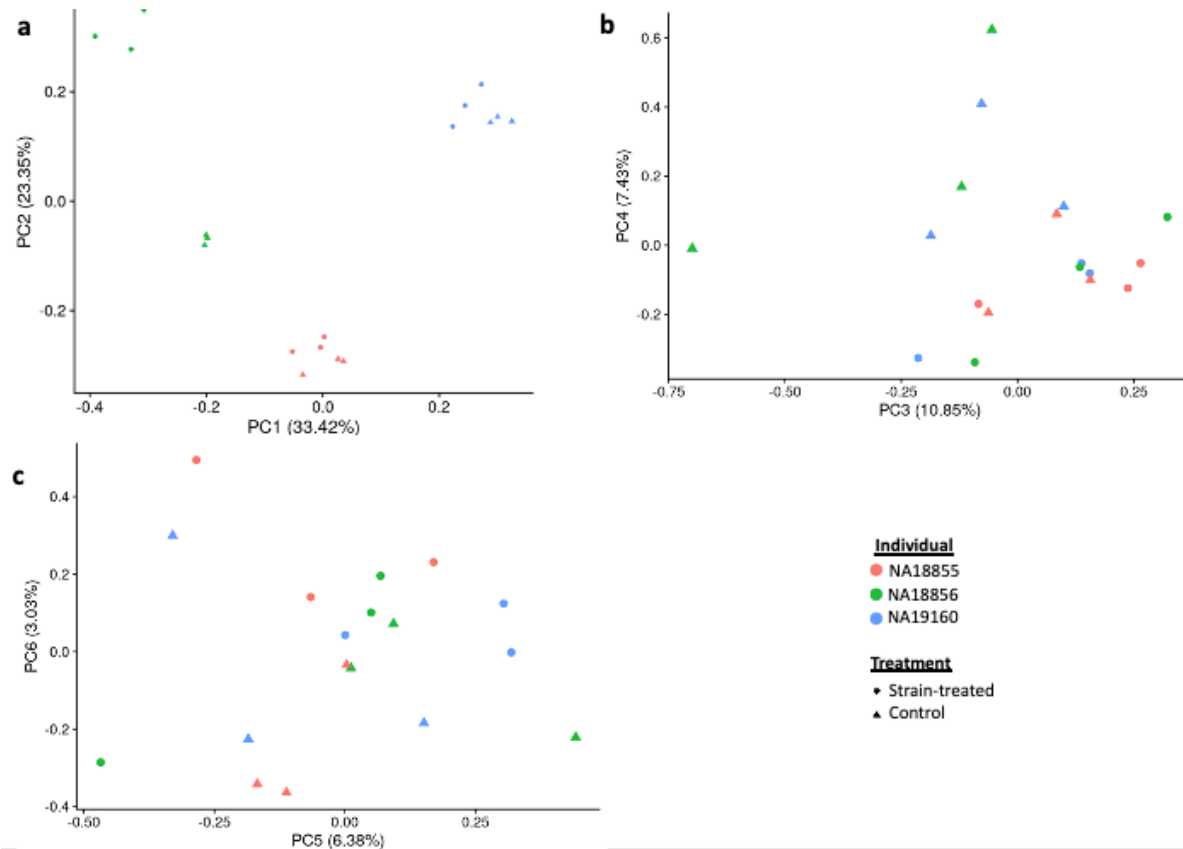 a
0.2
0.0
-0.2
PC2 (23.35%)
-0.4
-0.2
0.0
0.2
PC1 (33.42%)
b
0.6
0.4
0.2
0.0
-0.2
PC4 (7.43%)
-0.75
-0.50
-0.25
0.00
0.25
PC3 (10.85%)
c
0.4
0.2
0.0
-0.2
-0.4
PC6 (3.03%)
-0.50
-0.25
0.00
0.25
PC5 (6.38%)
Individual
NA18855
NA18856
NA19160
Treatment
Strain-treated
Control